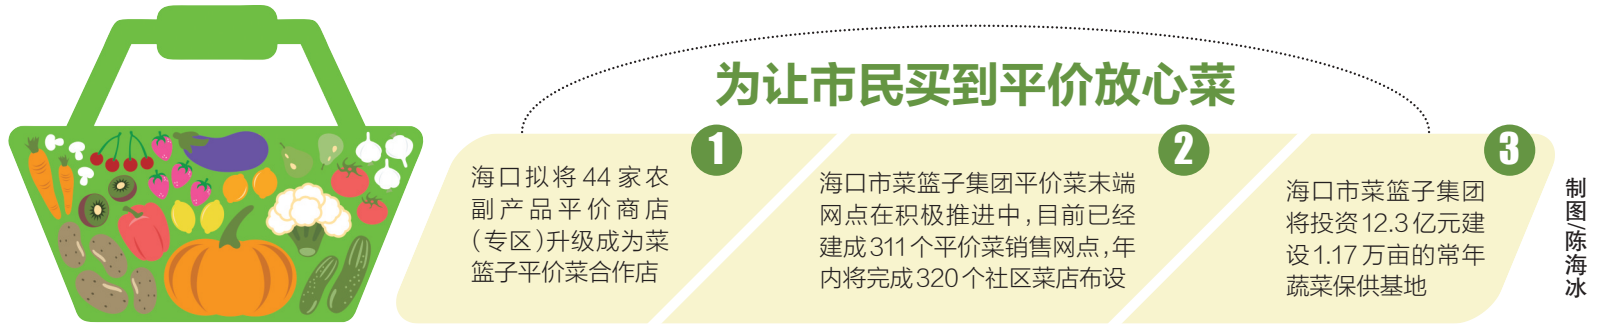 为让市民买到平价放心菜
1
海口拟将44家农
副产品平价商店
（专区）升级成为菜
篮子平价菜合作店
2
海口市菜篮子集团平价菜末端
网点在积极推进中，目前已经
建成311个平价菜销售网点，年
内将完成320个社区菜店布设
3
海口市菜篮子集团
将投资12.3亿元建
设1.17万亩的常年
蔬菜保供基地
制图/陈海冰